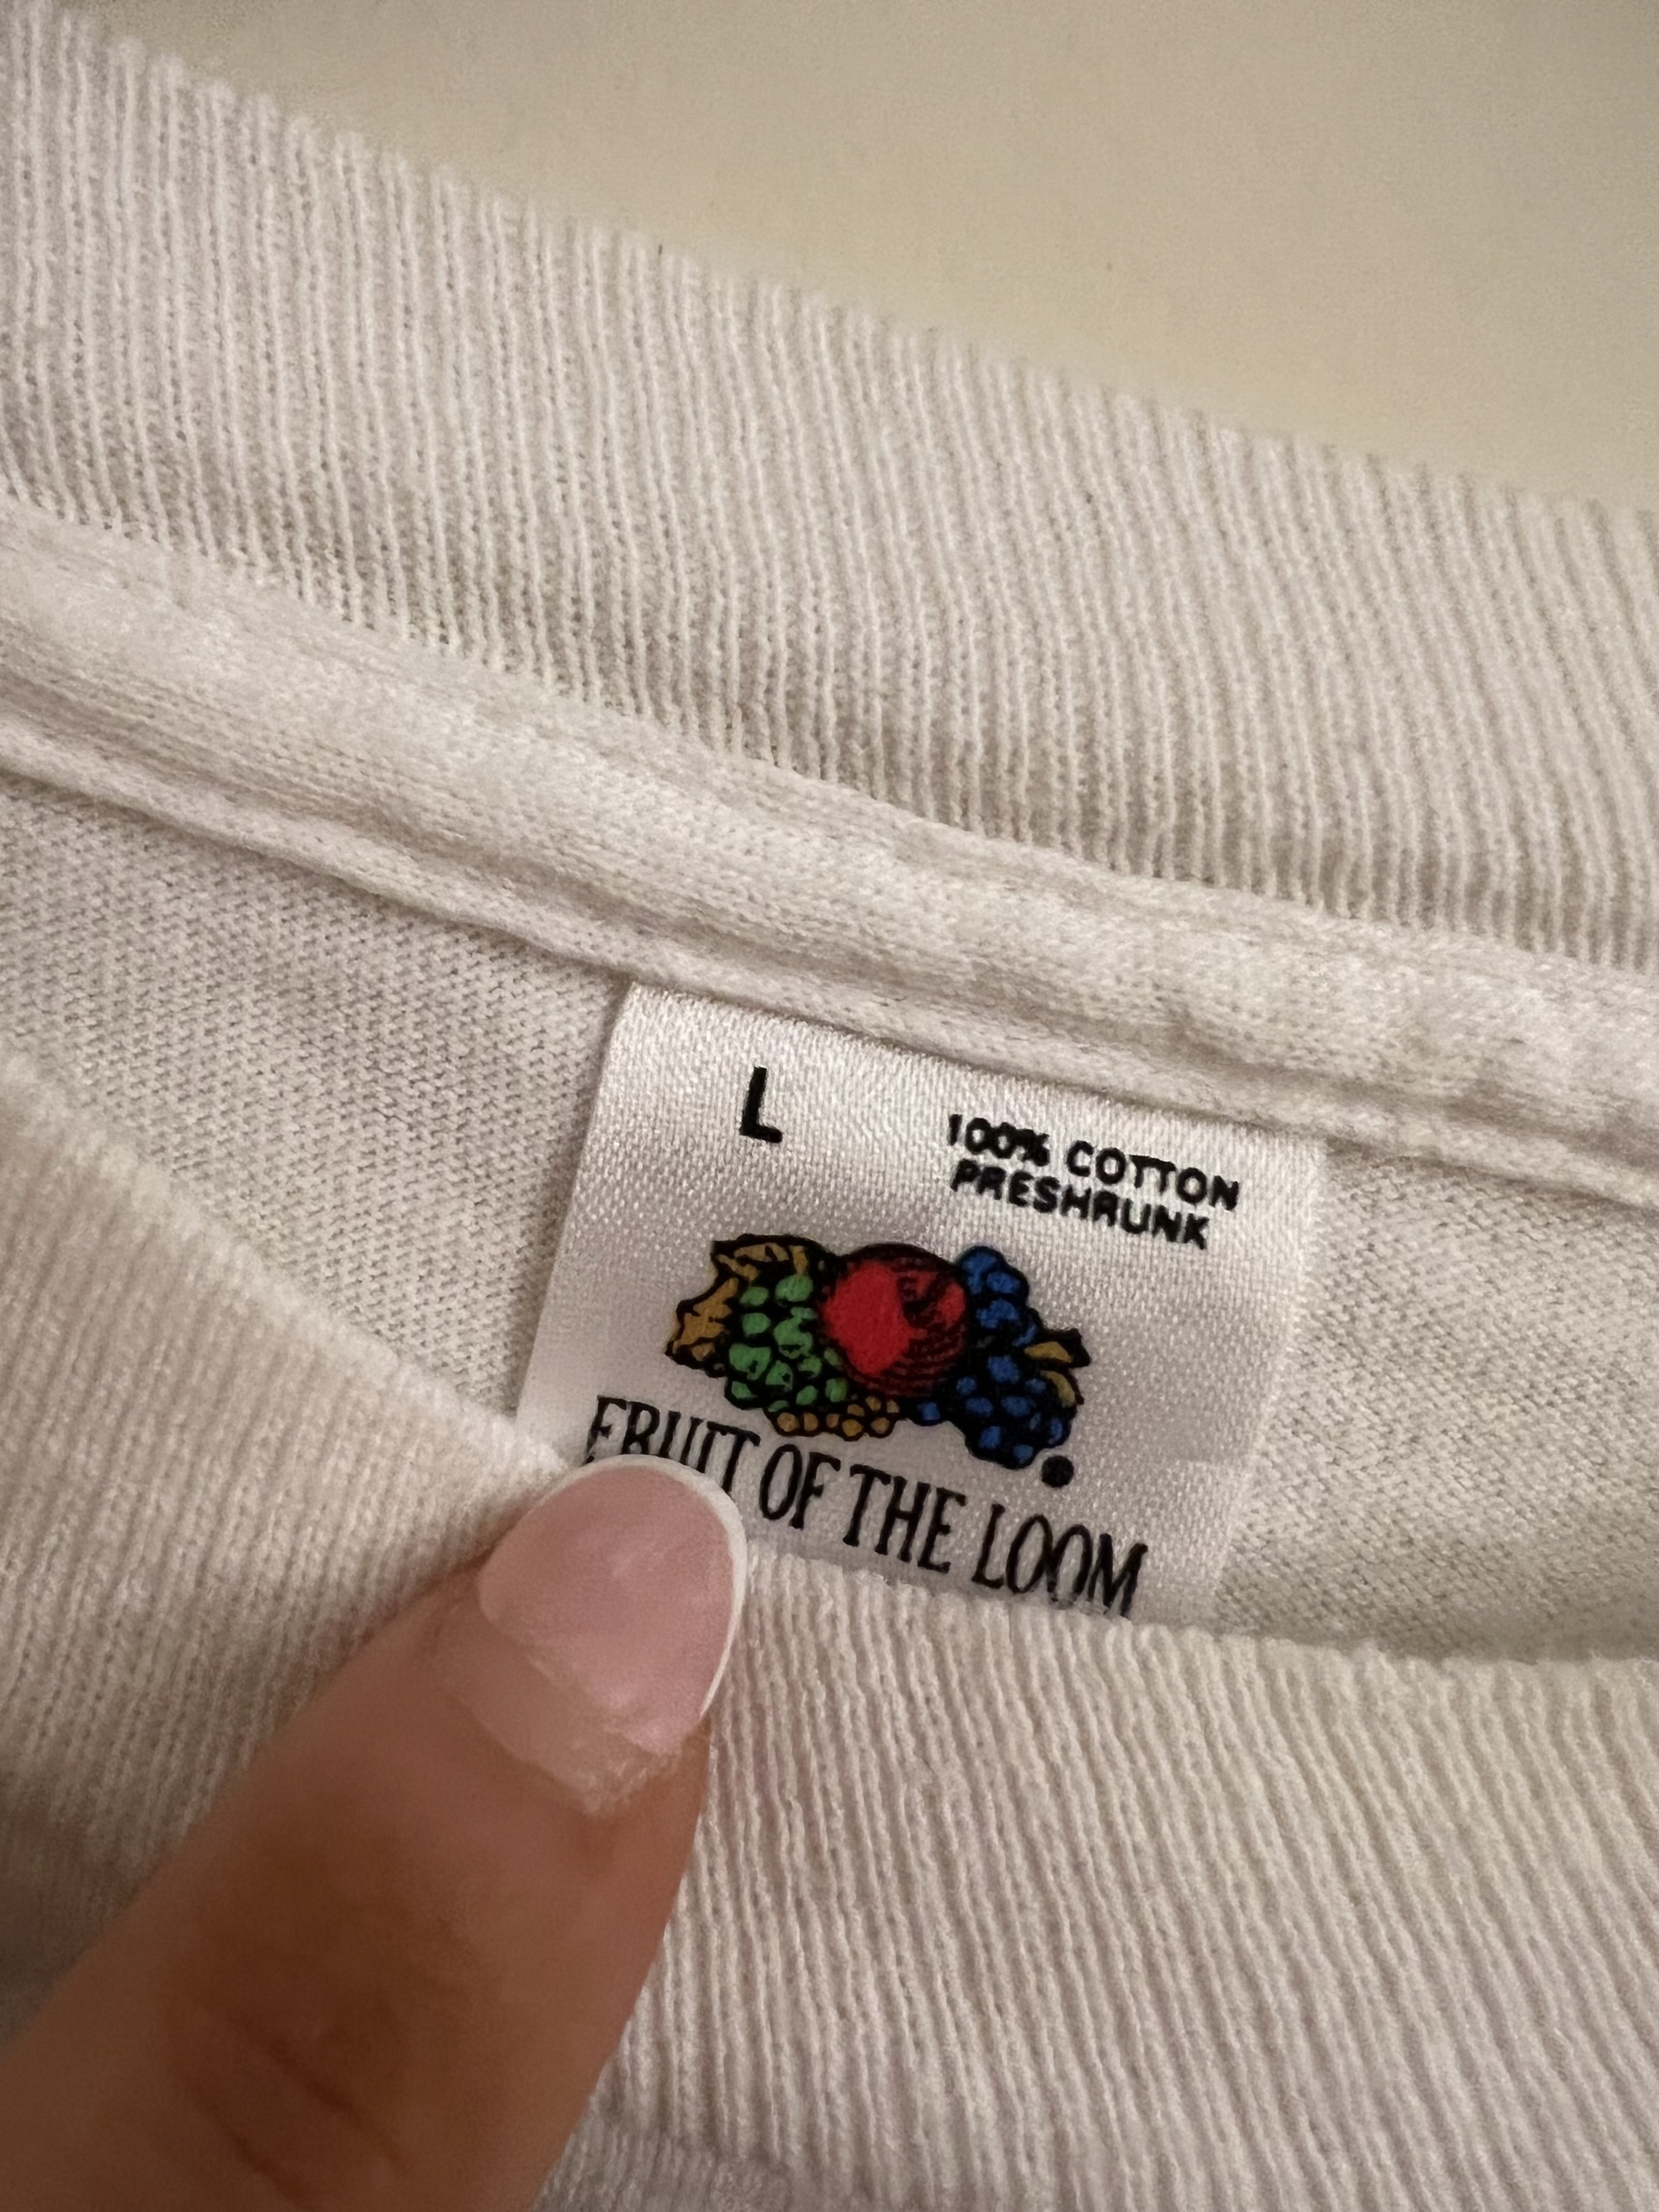 L
100% COTTON
PRESHRUNK
FRUIT OF THE LOOM